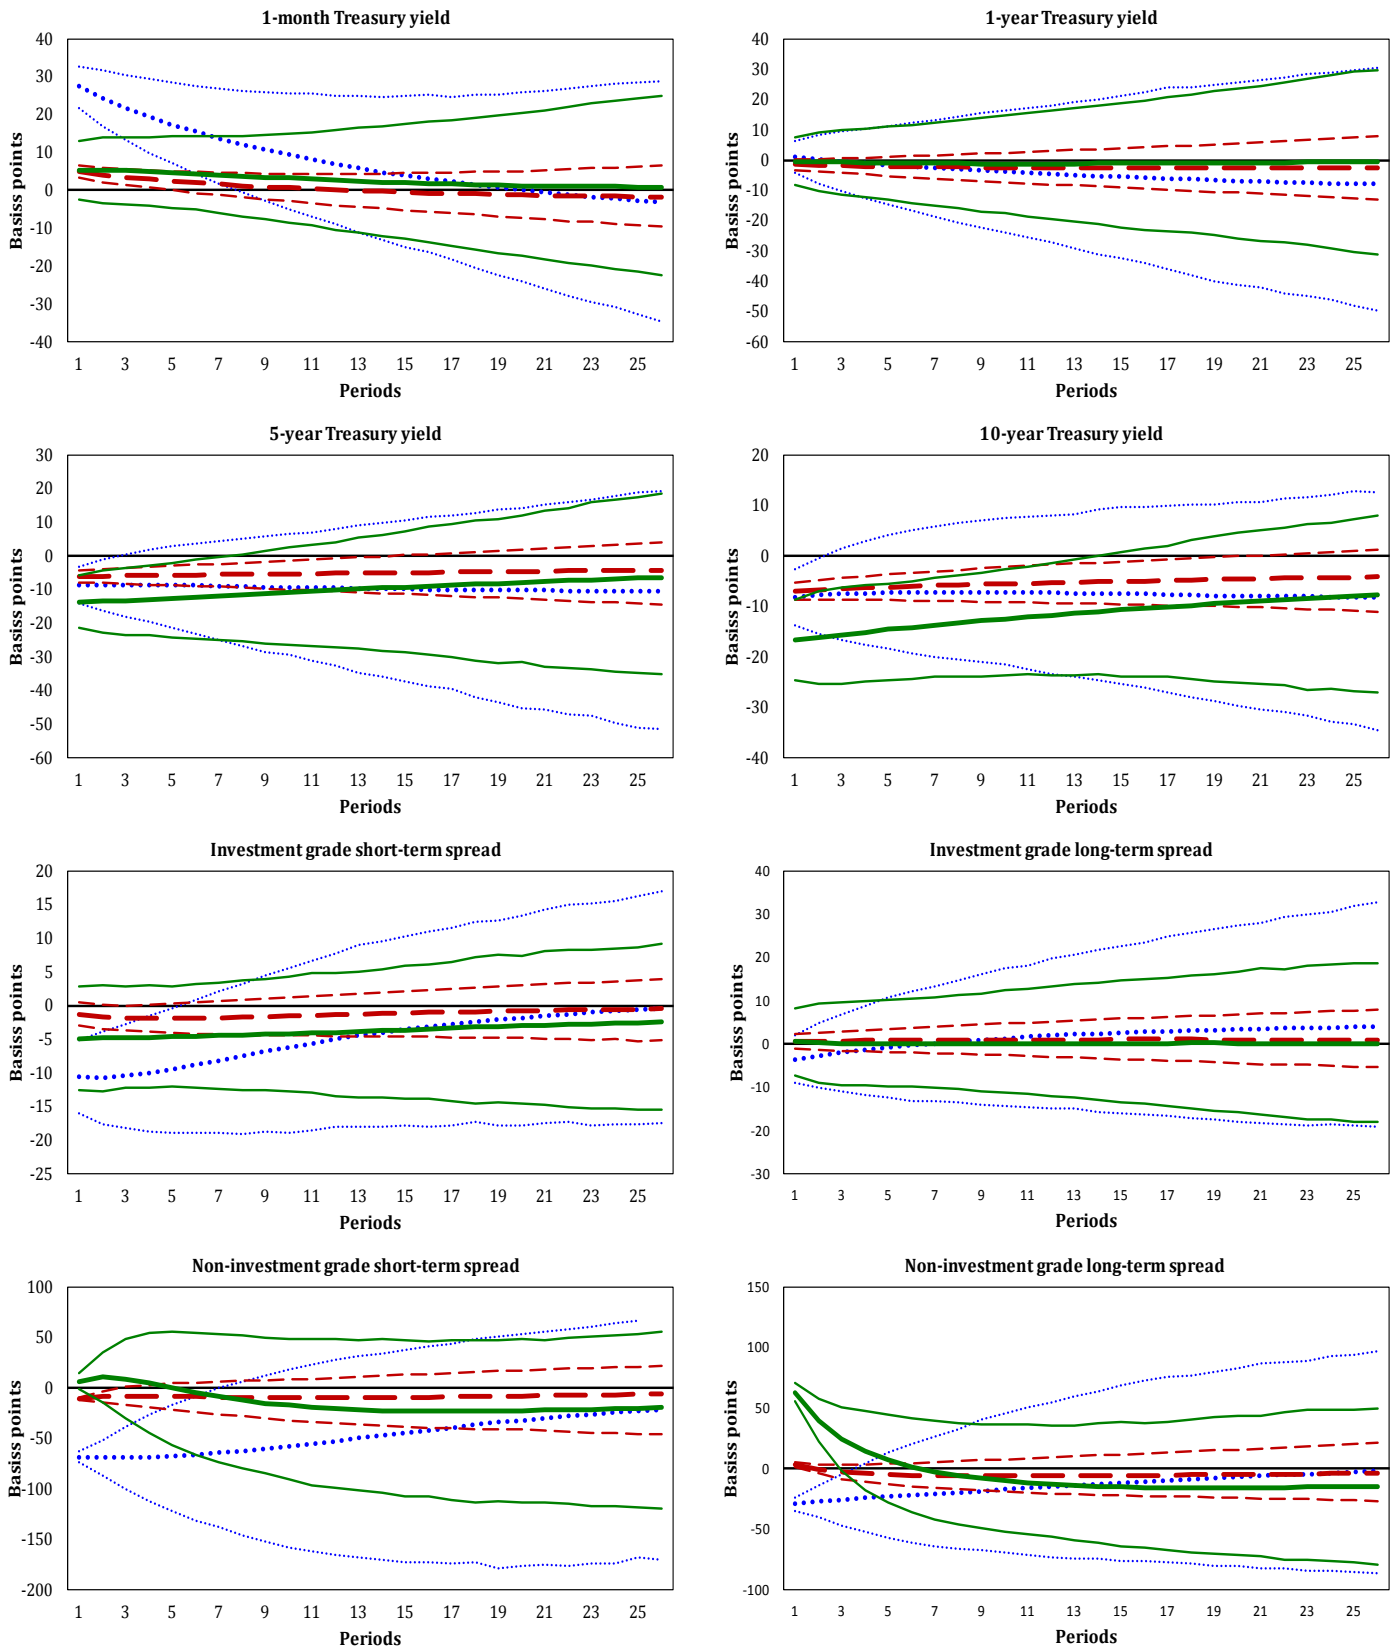 1-month Treasury yield
Basiss points
40
30
20
10
0
-10
-20
-30
-40
1 3 5 7 9 11 13 15 17 19 21 23 25
Periods
1-year Treasury yield
Basiss points
40
30
20
10
0
-10
-20
-30
-40
-50
-60
1 3 5 7 9 11 13 15 17 19 21 23 25
Periods
5-year Treasury yield
Basiss points
30
20
10
0
-10
-20
-30
-40
-50
-60
1 3 5 7 9 11 13 15 17 19 21 23 25
Periods
10-year Treasury yield
Basiss points
20
10
0
-10
-20
-30
-40
1 3 5 7 9 11 13 15 17 19 21 23 25
Periods
Investment grade short-term spread
Basiss points
20
15
10
5
0
-5
-10
-15
-20
-25
1 3 5 7 9 11 13 15 17 19 21 23 25
Periods
Investment grade long-term spread
Basiss points
40
30
20
10
0
-10
-20
-30
1 3 5 7 9 11 13 15 17 19 21 23 25
Periods
Non-investment grade short-term spread
Basiss points
100
50
0
-50
-100
-150
-200
1 3 5 7 9 11 13 15 17 19 21 23 25
Periods
Non-investment grade long-term spread
Basiss points
150
100
50
0
-50
-100
1 3 5 7 9 11 13 15 17 19 21 23 25
Periods